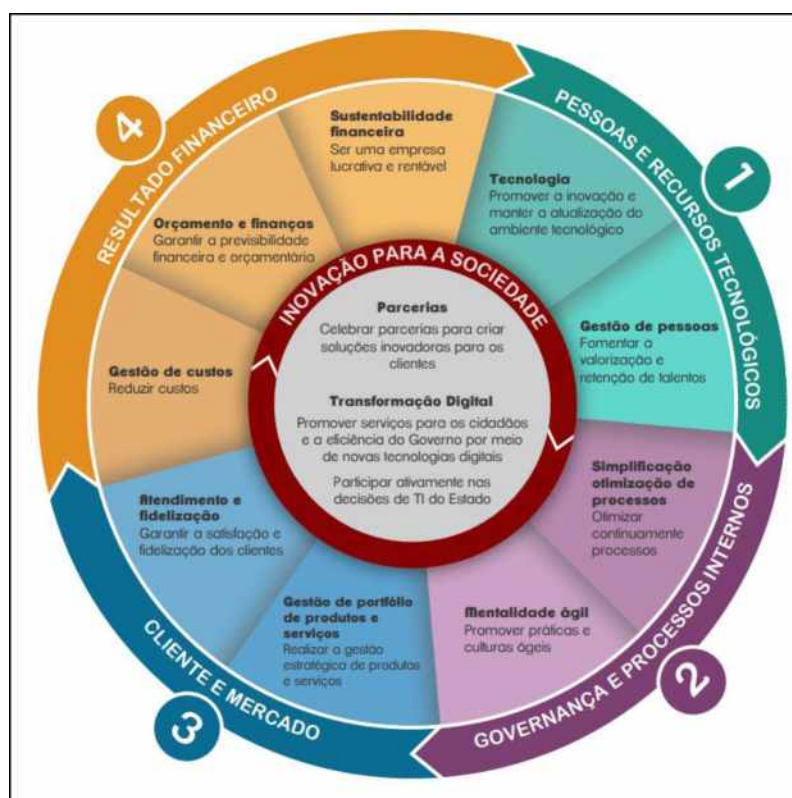 1
PESSOAS E RECURSOS TECNOLÓGICOS
Tecnologia
Promover a inovação e
manter a atualização do
ambiente tecnológico
Gestão de pessoas
Fomentar a
valorização e
retenção de talentos
2
GOVERNANÇA E PROCESSOS INTERNOS
Simplificação
otimização de
processos
Otimizar
continuamente
processos
Mentalidade ágil
Promover práticas e
culturas ágeis
3
CLIENTE E MERCADO
Gestão de portfólio
de produtos e
serviços
Realizar a gestão
estratégica de produtos
e serviços
Atendimento e
fidelização
Garantir a satisfação e
fidelização dos clientes
4
RESULTADO FINANCEIRO
Gestão de custos
Reduzir custos
Orçamento e finanças
Garantir a previsibilidade
financeira e orçamentária
Sustentabilidade
financeira
Ser uma empresa
lucrativa e rentável
INOVAÇÃO PARA A SOCIEDADE
Parcerias
Celebrar parcerias para criar
soluções inovadoras para os
clientes
Transformação Digital
Promover serviços para os cidadãos
e a eficiência do Governo por meio
de novas tecnologias digitais
Participar ativamente nas
decisões de TI do Estado